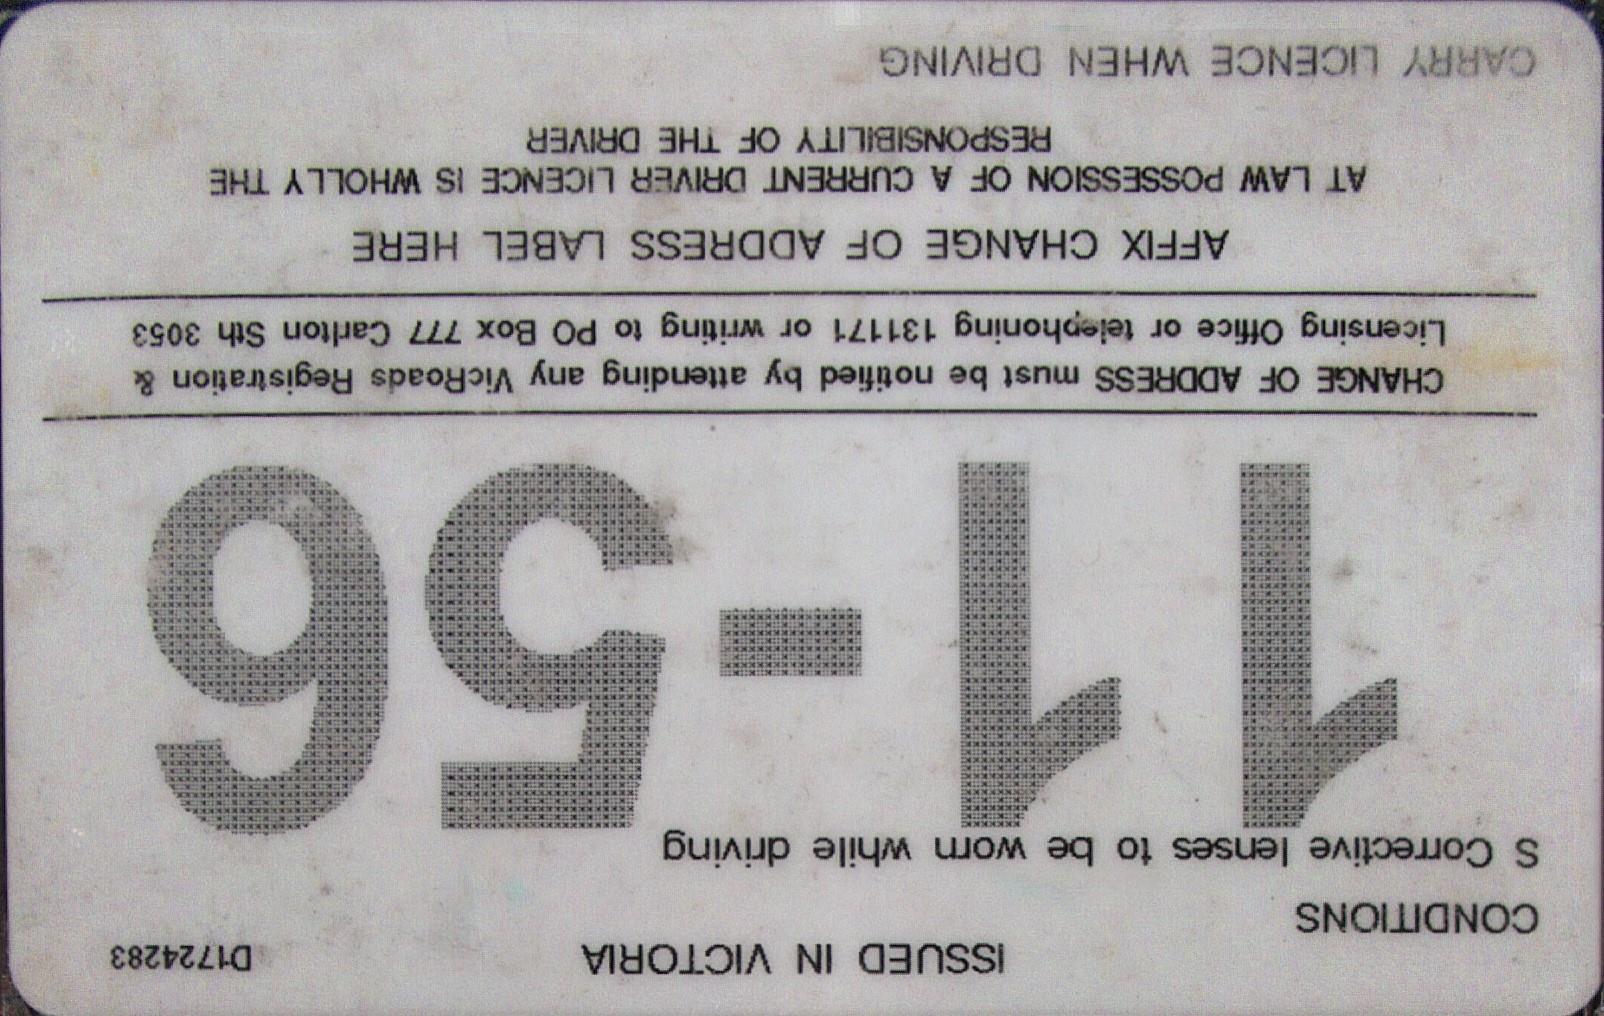 ISSUED IN VICTORIA
D1724283
CONDITIONS
S Corrective lenses to be worn while driving
11-56
CHANGE OF ADDRESS must be notified by attending any VicRoads Registration &
Licensing Office or telephoning 131171 or writing to PO Box 777 Carlton Sth 3053
AFFIX CHANGE OF ADDRESS LABEL HERE
AT LAW POSSESSION OF A CURRENT DRIVER LICENCE IS WHOLLY THE
RESPONSIBILITY OF THE DRIVER
CARRY LICENCE WHEN DRIVING